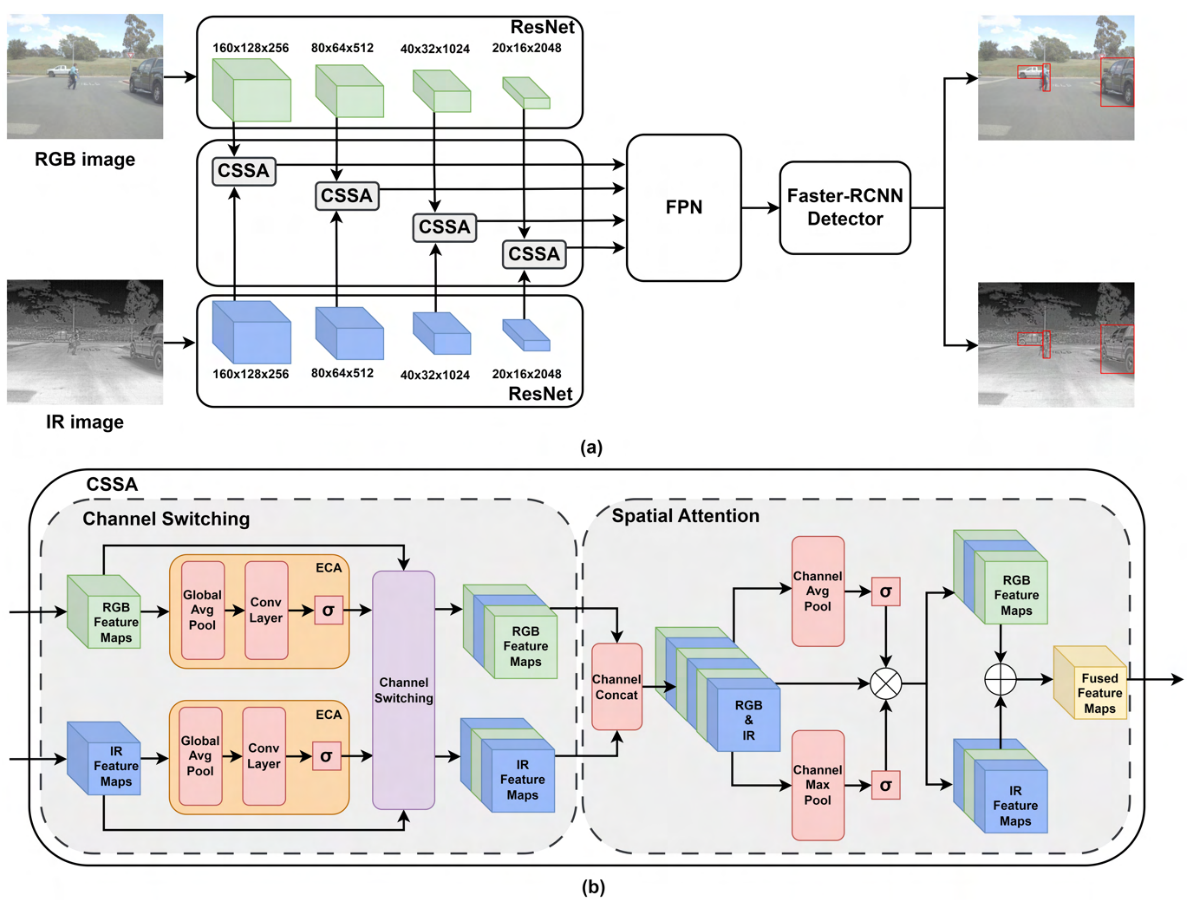 ResNet
160x128x256 80x64x512 40x32x1024 20x16x2048
RGB image
CSSA
CSSA
CSSA
CSSA
FPN
Faster-RCNN
Detector
IR image
160x128x256 80x64x512 40x32x1024 20x16x2048
ResNet
(a)
CSSA
Channel Switching
RGB
Feature
Maps
ECA
Global
Avg
Pool
Conv
Layer
σ
IR
Feature
Maps
ECA
Global
Avg
Pool
Conv
Layer
σ
Channel
Switching
RGB
Feature
Maps
IR
Feature
Maps
Spatial Attention
Channel
Concat
RGB
&
IR
Channel
Avg
Pool
σ
Channel
Max
Pool
σ
RGB
Feature
Maps
IR
Feature
Maps
Fused
Feature
Maps
(b)